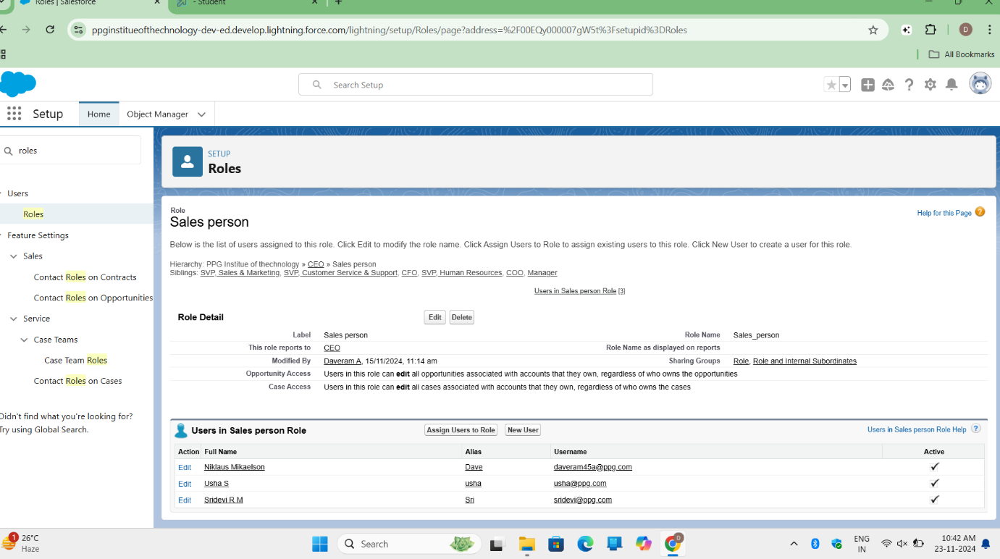 Roles | Salesforce
- Student
ppginstitueofthechnology-dev-ed.develop.lightning.force.com/lightning/setup/Roles/page?address=%2F00EQy000007gW5t%3Fsetupid%3DRoles
D
All Bookmarks
Search Setup
Setup
Home
Object Manager
roles
Users
Roles
Feature Settings
Sales
Contact Roles on Contracts
Contact Roles on Opportunities
Service
Case Teams
Case Team Roles
Contact Roles on Cases
Didn't find what you're looking for?
Try using Global Search.
SETUP
Roles
Role
Sales person
Help for this Page
Below is the list of users assigned to this role. Click Edit to modify the role name. Click Assign Users to Role to assign existing users to this role. Click New User to create a user for this role.
Hierarchy: PPG Institue of thechnology » CEO » Sales person
Siblings: SVP, Sales & Marketing, SVP, Customer Service & Support, CFO, SVP, Human Resources, COO, Manager
Users in Sales person Role [3]
Role Detail Edit Delete
Label Sales person Role Name Sales_person
This role reports to CEO Role Name as displayed on reports
Modified By Daveram A, 15/11/2024, 11:14 am Sharing Groups Role, Role and Internal Subordinates
Opportunity Access Users in this role can edit all opportunities associated with accounts that they own, regardless of who owns the opportunities
Case Access Users in this role can edit all cases associated with accounts that they own, regardless of who owns the cases
Users in Sales person Role Assign Users to Role New User Users in Sales person Role Help ?
Action Full Name Alias Username Active
Edit Niklaus Mikaelson Dave daveram45a@ppg.com
Edit Usha S usha usha@ppg.com
Edit Sridevi R M Sri sridevi@ppg.com
1
26°C
Haze
Search
D
ENG
IN
10:42 AM
23-11-2024